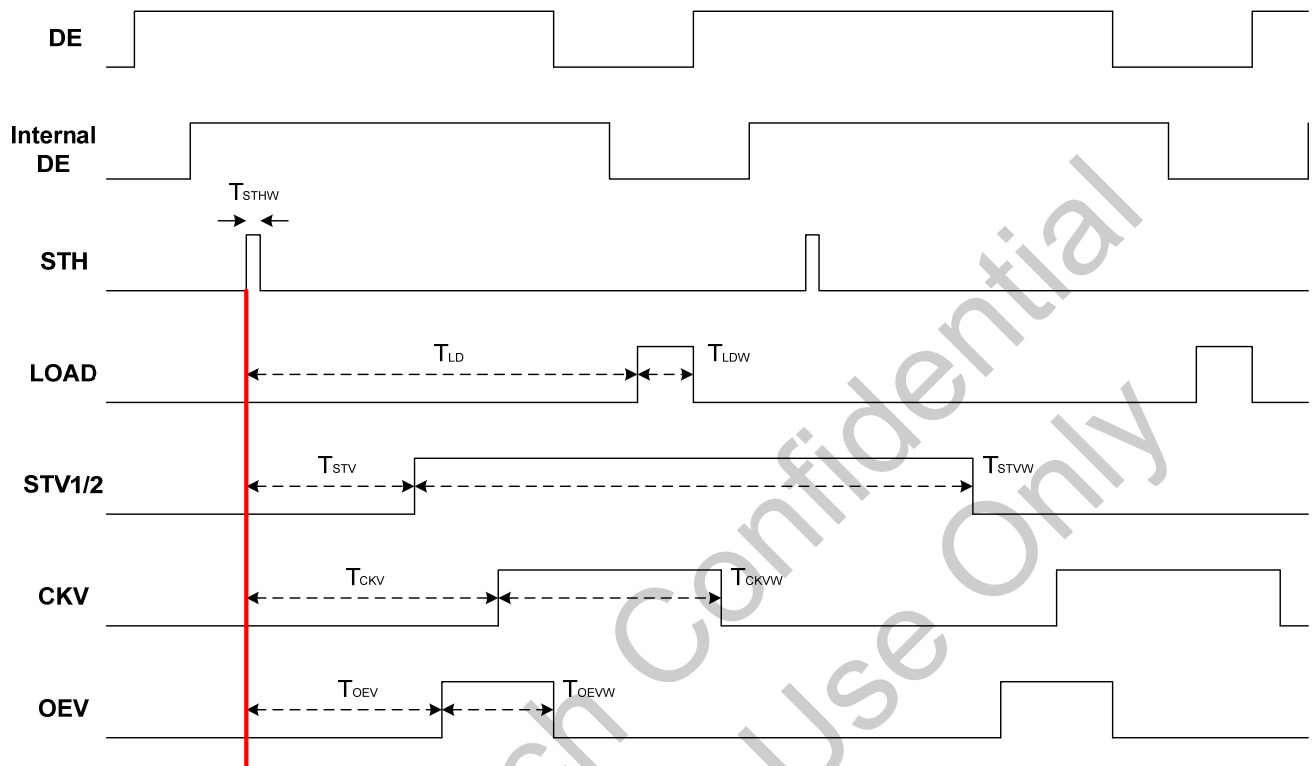 DE
Internal
DE
TSTHW
STH
TLD
TLDW
LOAD
TSTV
TSTVW
STV1/2
TCKV
TCKVW
CKV
TOEV
TOEVW
OEV
Confidential
Use Only